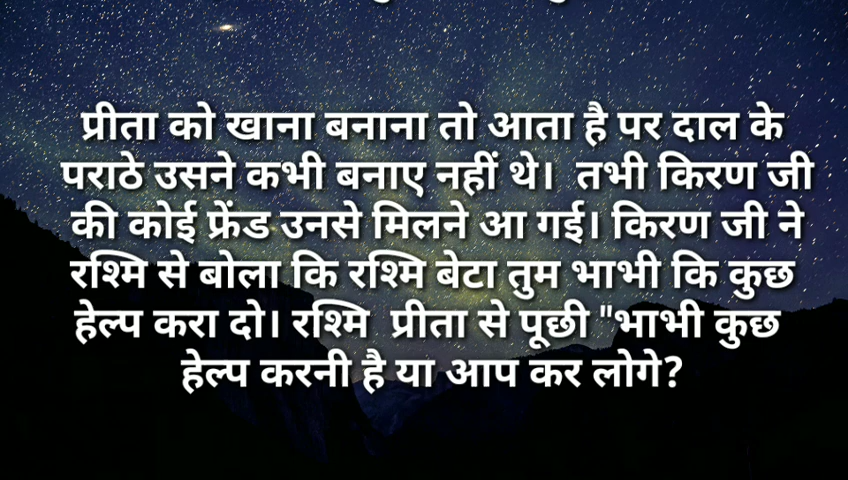 प्रीता को खाना बनाना तो आता है पर दाल के
पराठे उसने कभी बनाए नहीं थे। तभी किरण जी
की कोई फ्रेंड उनसे मिलने आ गई। किरण जी ने
रश्मि से बोला कि रश्मि बेटा तुम भाभी कि कुछ
हेल्प करा दो। रश्मि प्रीता से पूछी "भाभी कुछ
हेल्प करनी है या आप कर लोगे?